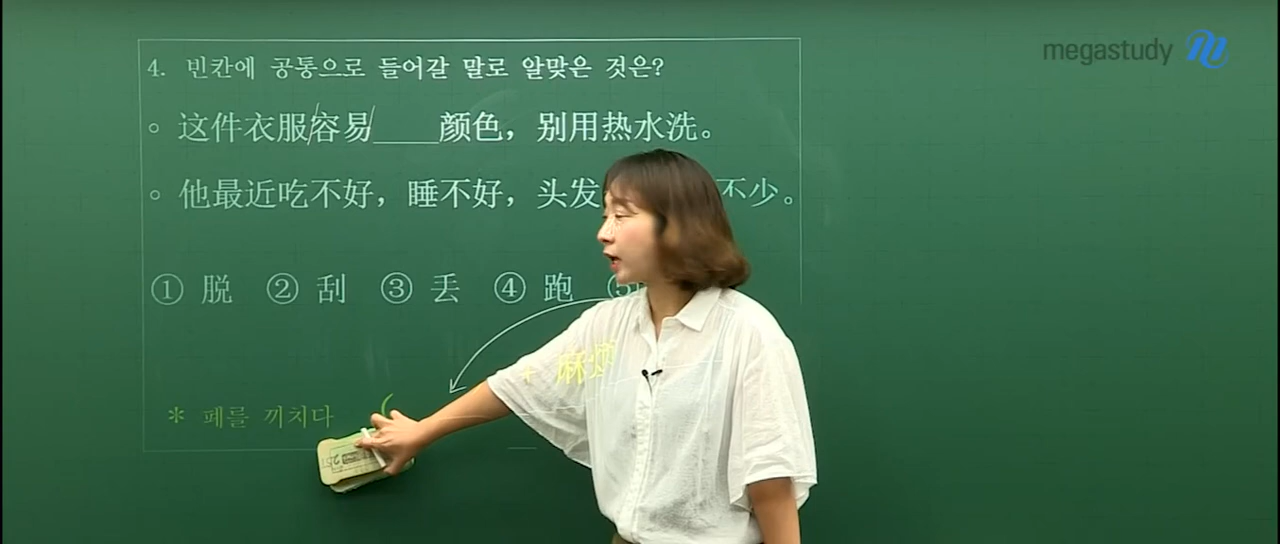 megastudy
4. 빈칸에 공통으로 들어갈 말로 알맞은 것은?
◦ 这件衣服容易____颜色，别用热水洗。
◦ 他最近吃不好，睡不好，头发 不少。
① 脱 ② 刮 ③ 丢 ④ 跑 ⑤
+ 麻烦
* 폐를 끼치다